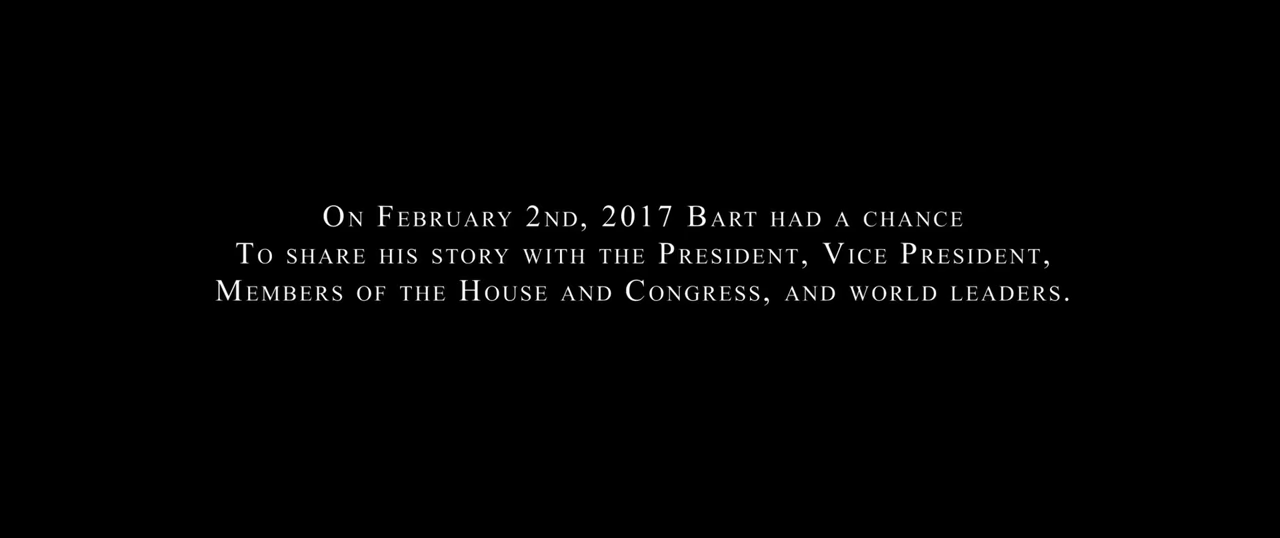 On February 2nd, 2017 Bart had a chance
To share his story with the President, Vice President,
Members of the House and Congress, and world leaders.